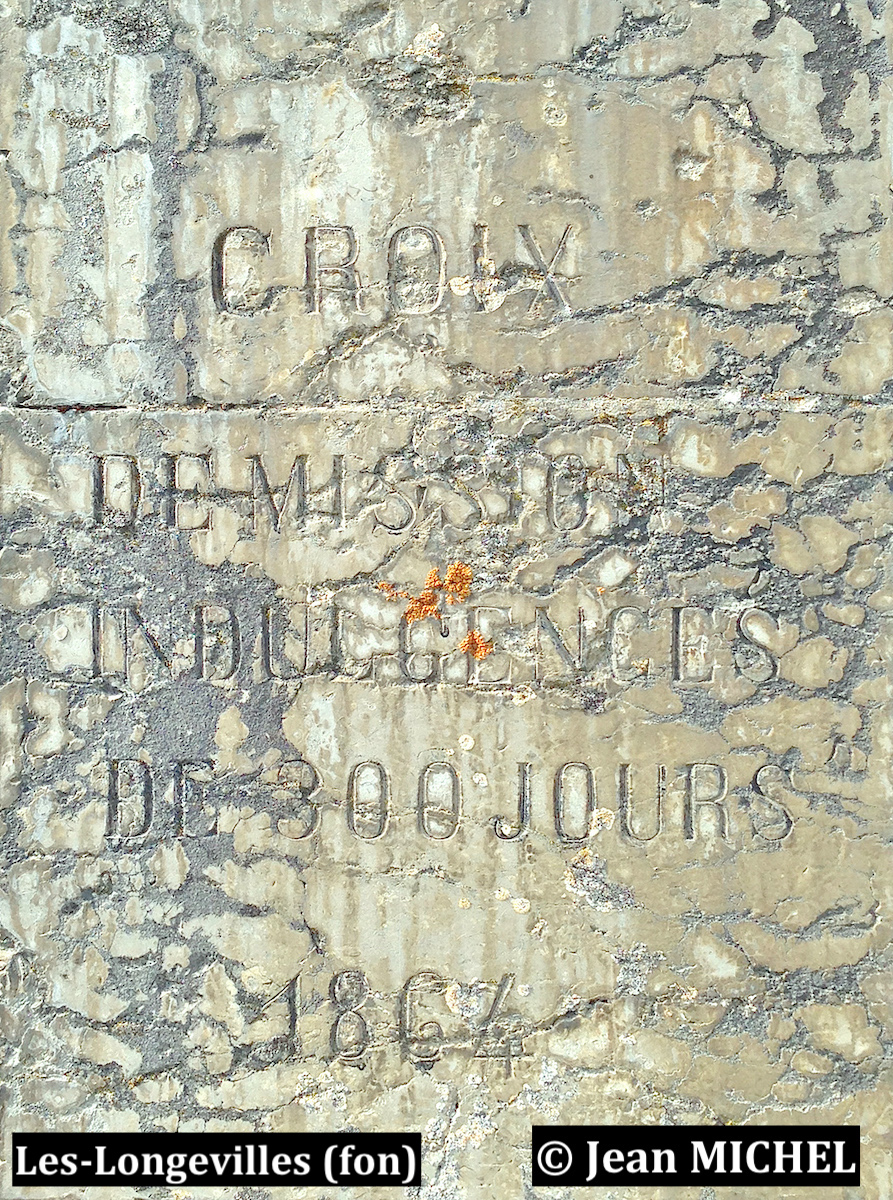 CROIX
DE MISSION
INDULGENCES
DE 300 JOURS
1864
Les-Longevilles (fon)
© Jean MICHEL